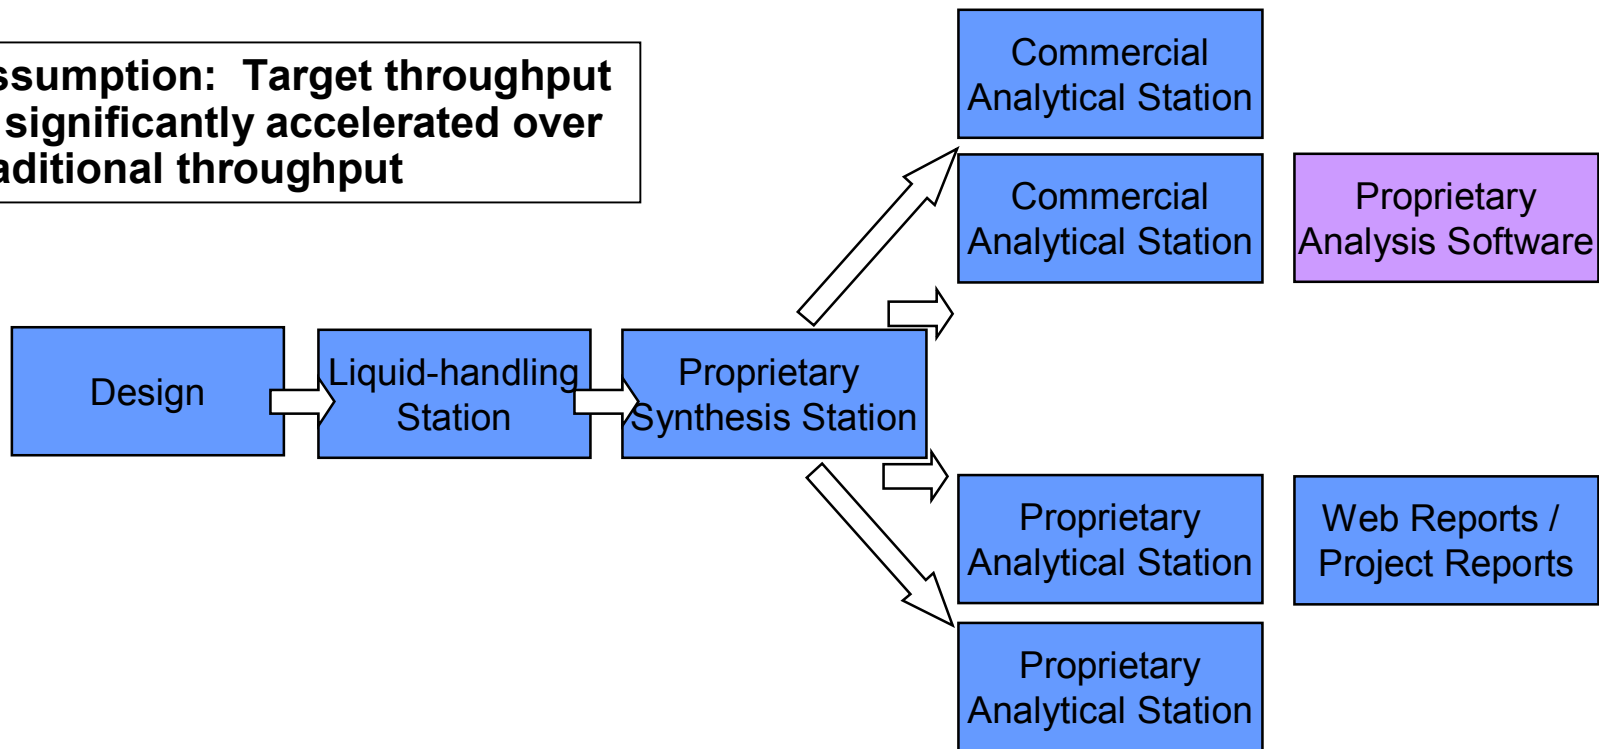 ssumption: Target throughput
significantly accelerated over
aditional throughput
Commercial
Analytical Station
Commercial
Analytical Station
Proprietary
Analysis Software
Design
Liquid-handling
Station
Proprietary
Synthesis Station
Proprietary
Analytical Station
Web Reports /
Project Reports
Proprietary
Analytical Station